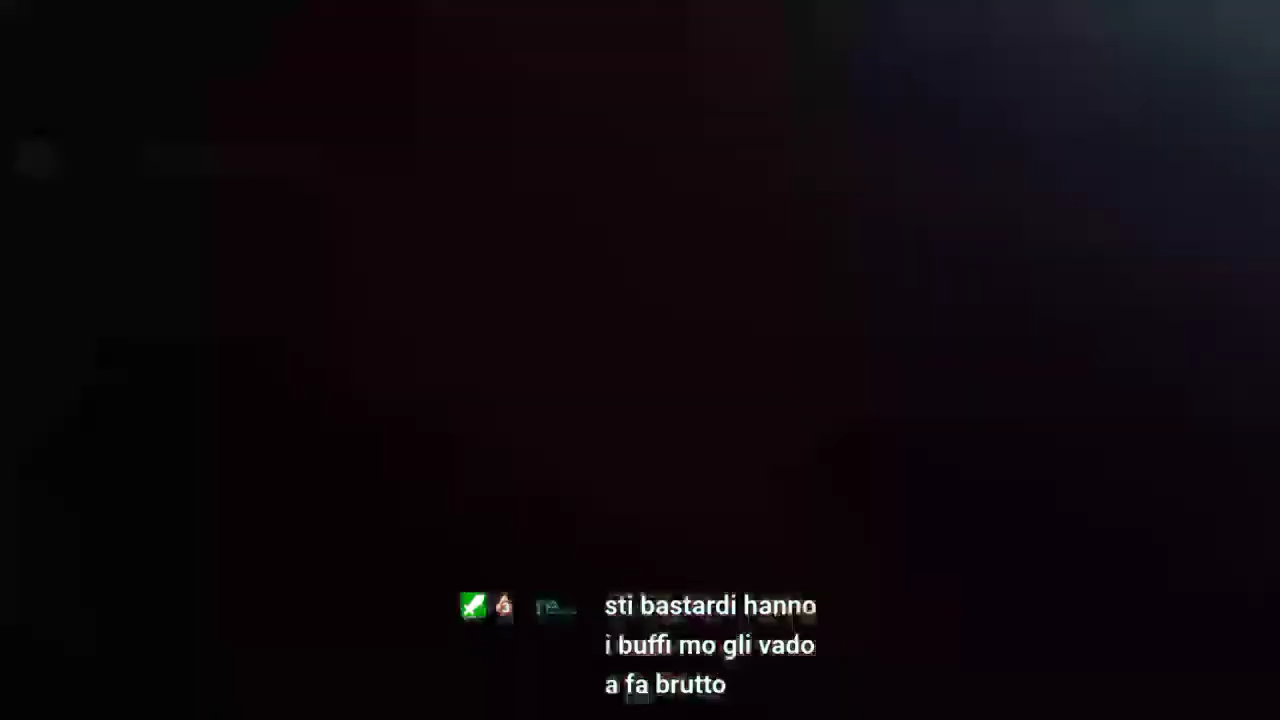 sti bastardi hanno
i buffi mo gli vado
a fa brutto